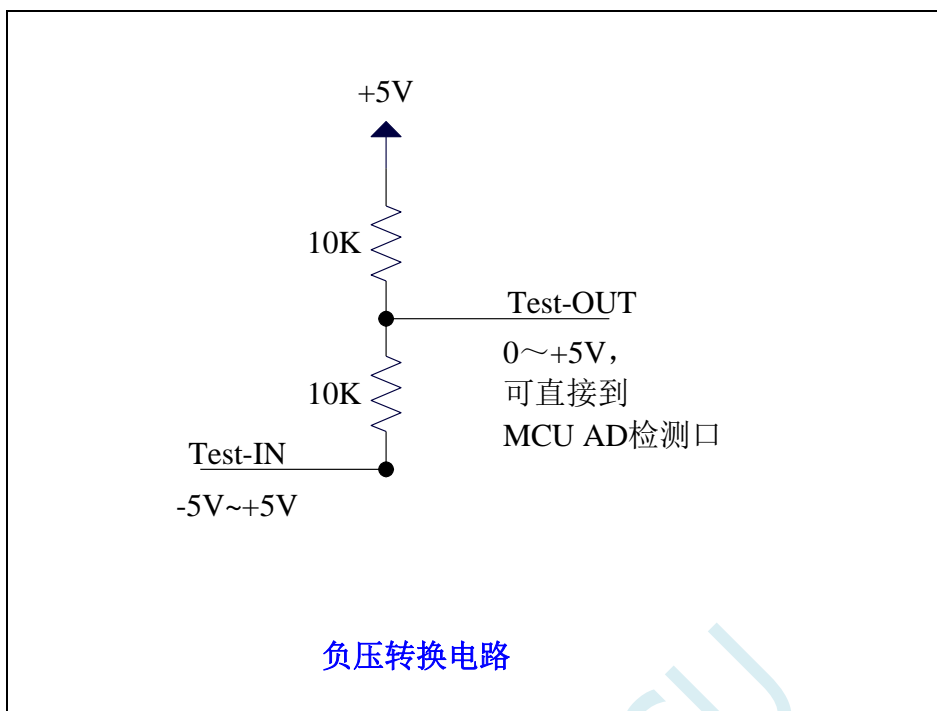 +5V
10K
Test-OUT
0～+5V，
可直接到
MCU AD检测口
10K
Test-IN
-5V~+5V
负压转换电路